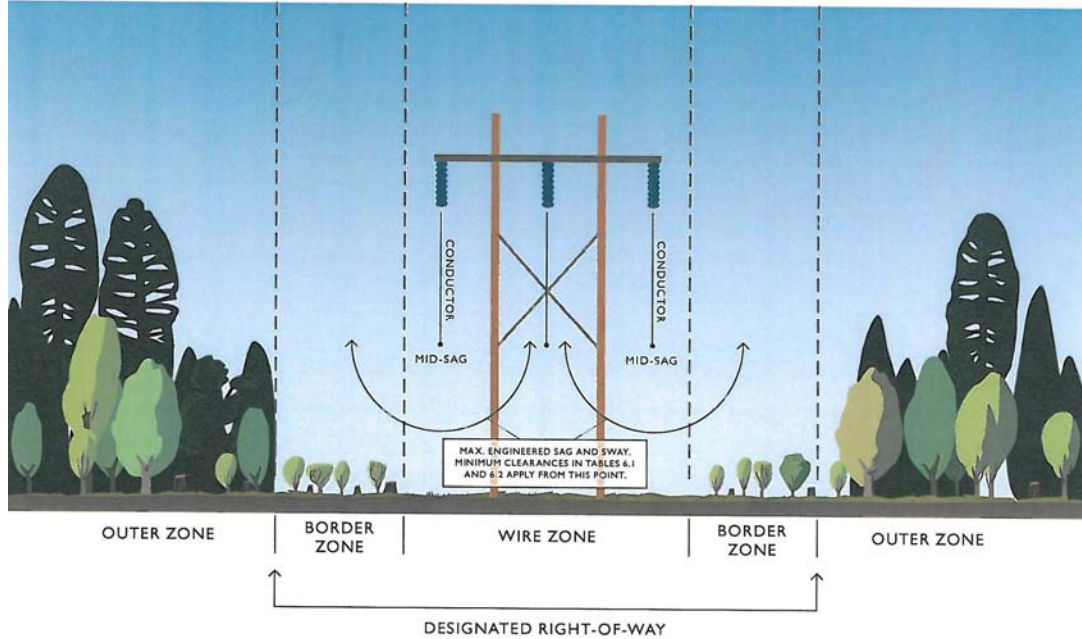 CONDUCTOR
CONDUCTOR
MID-SAG
MID-SAG
MAX. ENGINEERED SAG AND SWAY.
MINIMUM CLEARANCES IN TABLES 6.1
AND 6.2 APPLY FROM THIS POINT.
OUTER ZONE
BORDER
ZONE
WIRE ZONE
BORDER
ZONE
OUTER ZONE
DESIGNATED RIGHT-OF-WAY